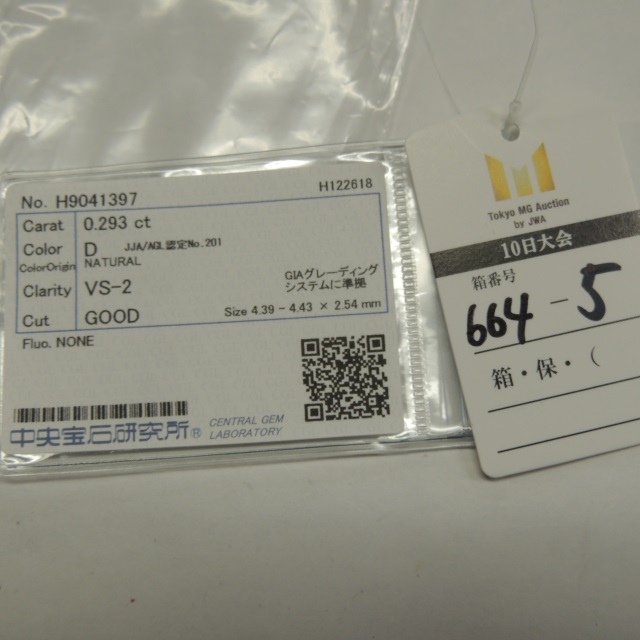 No. H9041397
H122618
Carat 0.293 ct
Color D JJA/AGL認定No.201
ColorOrigin NATURAL
Clarity VS-2
GIAグレーディング
システムに準拠
Cut GOOD
Size 4.39 - 4.43 × 2.54 mm
Fluo. NONE
中央宝石研究所®
CENTRAL GEM
LABORATORY
Tokyo MG Auction
by JWA
10日大会
箱番号
664-5
箱・保・(